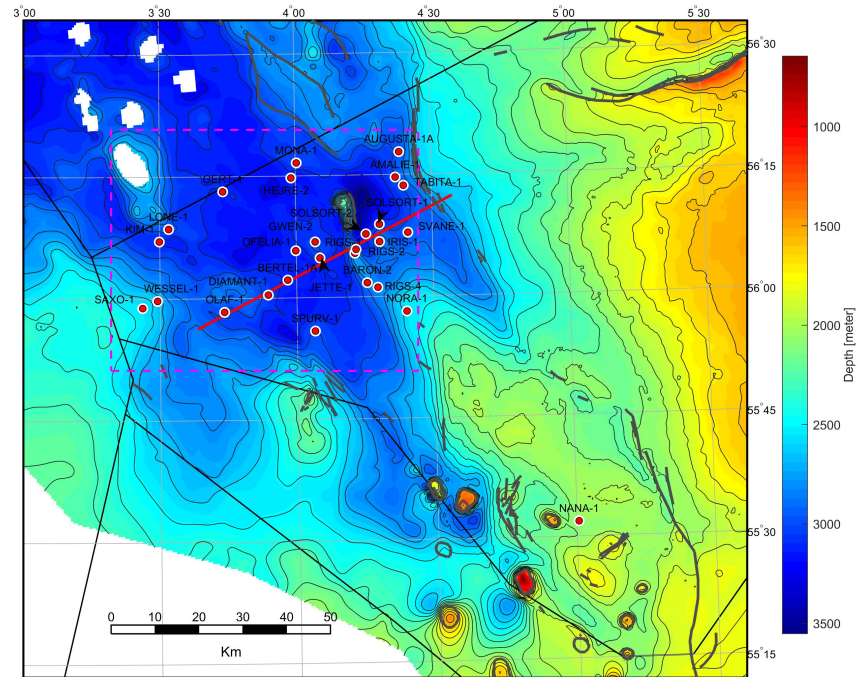 3 00
3.30
4.00
4.30
5.00
5.30
56° 30
56° 15
56° 00
55° 45
55° 30
55° 15
AUGUSTA-1A
MONA-1
AMALIE-1
GERT-1
HEJRE-2
TABITA-1
SOLSORT-1
SOLSORT-2
LONE-1
GWEN-2
SVANE-1
KIM-1
OFELIA-1
RIGS-1
IRIS-1
RIGS-2
BERTEL-1A
BARON-2
DIAMANT-1
JETTE-1
RIGS-4
WESSEL-1
SAXO-1
OLAF-1
NORA-1
SPURV-1
NANA-1
0 10 20 30 40 50
Km
1000
1500
2000
2500
3000
3500
Depth [meter]